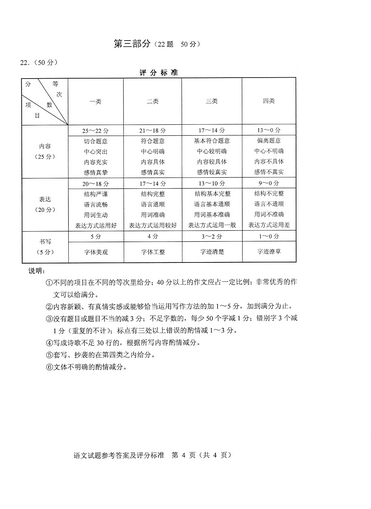 第三部分（22题 50分）
22.（50分）
评分标准
分 等
次
项 数
目
一类 二类 三类 四类
25～22分 21～18分 17～14分 13～0分
内容
（25分）
切合题意 符合题意 基本符合题意 偏离题意
中心突出 中心明确 中心较明确 中心不明确
内容充实 内容具体 内容较具体 内容不具体
感情真挚 感情真实 感情较真实 感情不真实
20～18分 17～14分 13～10分 9～0分
表达
（20分）
结构严谨 结构完整 结构基本完整 结构不完整
语言流畅 语言通顺 语言基本通顺 语言不通顺
用词生动 用词准确 用词基本准确 用词不准确
表达方式运用好 表达方式运用较好 表达方式运用一般 表达方式运用差
书写
（5分）
5分 4分 3～2分 1～0分
字体美观 字体工整 字迹清楚 字迹潦草
说明：
①不同的项目在不同的等次里给分；40分以上的作文应占一定比例；非常优秀的作
文可以给满分。
②内容新颖、有真情实感或能够恰当运用写作方法的加1～5分，加到满分为止。
③没有题目或题目不当的减3分；不足字数的，每少50个字减1分；错别字3个减
1分（重复的不计）；标点有三处以上错误的酌情减1～3分。
④写成诗歌不足30行的，根据所写内容酌情减分。
⑤套写、抄袭的在第四类之内给分。
⑥文体不明确的酌情减分。
语文试题参考答案及评分标准 第4页（共4页）